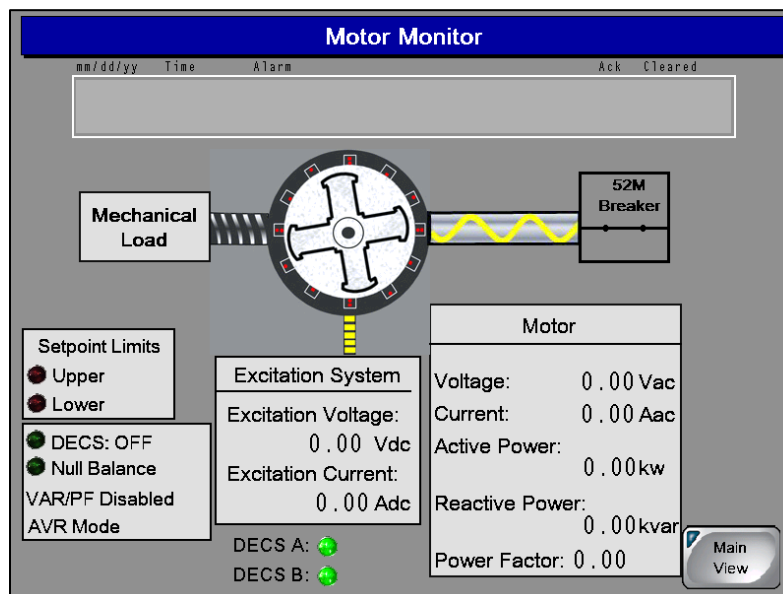 Motor Monitor
mm/dd/yy Time Alarm Ack Cleared
52M
Breaker
Mechanical
Load
Setpoint Limits
Upper
Lower
DECS: OFF
Null Balance
VAR/PF Disabled
AVR Mode
Excitation System
Excitation Voltage:
0.00 Vdc
Excitation Current:
0.00 Adc
DECS A:
DECS B:
Motor
Voltage: 0.00 Vac
Current: 0.00 Aac
Active Power:
0.00 kw
Reactive Power:
0.00 kvar
Power Factor: 0.00
Main
View